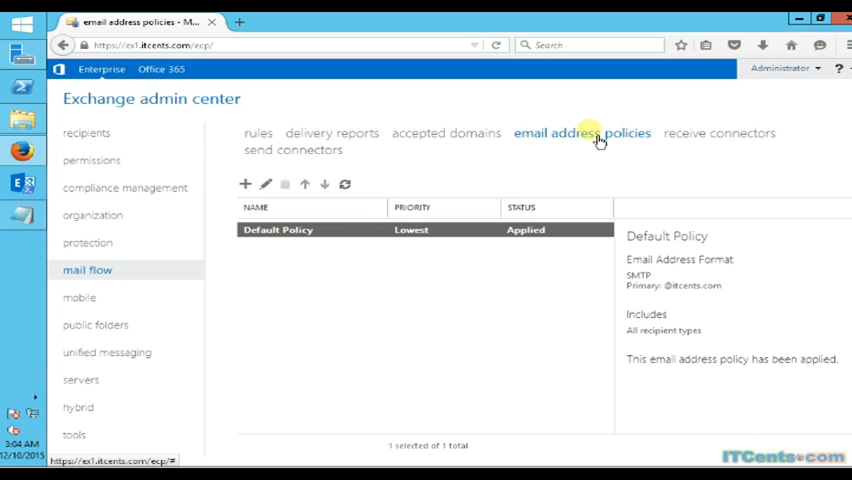 email address policies - M...
https://ex1.itcents.com/ecp/
Search
Enterprise Office 365
Administrator ?
Exchange admin center
recipients
permissions
compliance management
organization
protection
mail flow
mobile
public folders
unified messaging
servers
hybrid
tools
rules delivery reports accepted domains email address policies receive connectors
send connectors
NAME PRIORITY STATUS
Default Policy Lowest Applied
Default Policy
Email Address Format
SMTP
Primary: @itcents.com
Includes
All recipient types
This email address policy has been applied.
1 selected of 1 total
3:04 AM
12/10/2015
https://ex1.itcents.com/ecp/#
ITCents.com